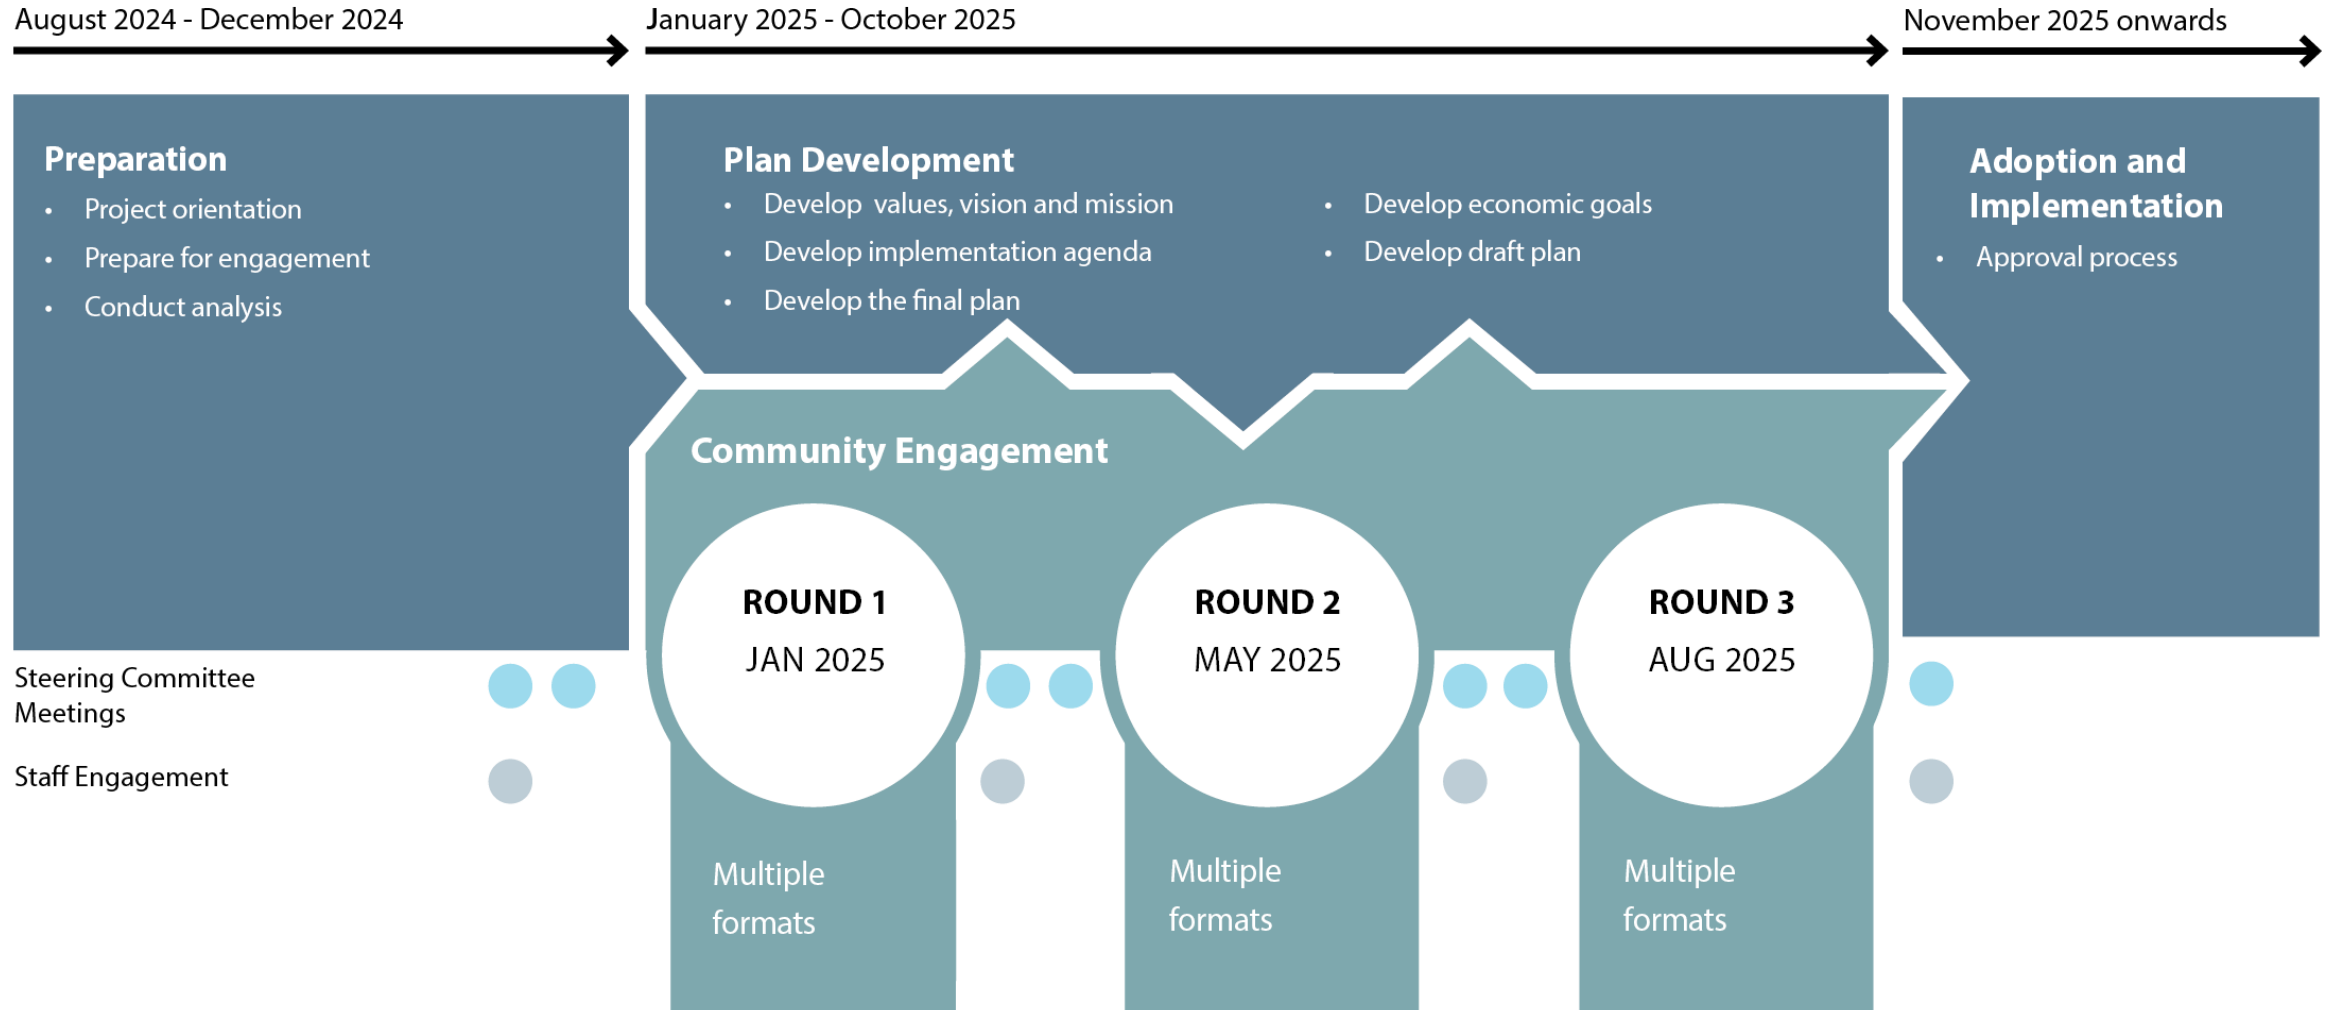 August 2024 - December 2024
January 2025 - October 2025
November 2025 onwards
Preparation
• Project orientation
• Prepare for engagement
• Conduct analysis
Plan Development
• Develop values, vision and mission
• Develop implementation agenda
• Develop the final plan
• Develop economic goals
• Develop draft plan
Adoption and
Implementation
• Approval process
Community Engagement
ROUND 1
JAN 2025
ROUND 2
MAY 2025
ROUND 3
AUG 2025
Steering Committee
Meetings
Staff Engagement
Multiple
formats
Multiple
formats
Multiple
formats